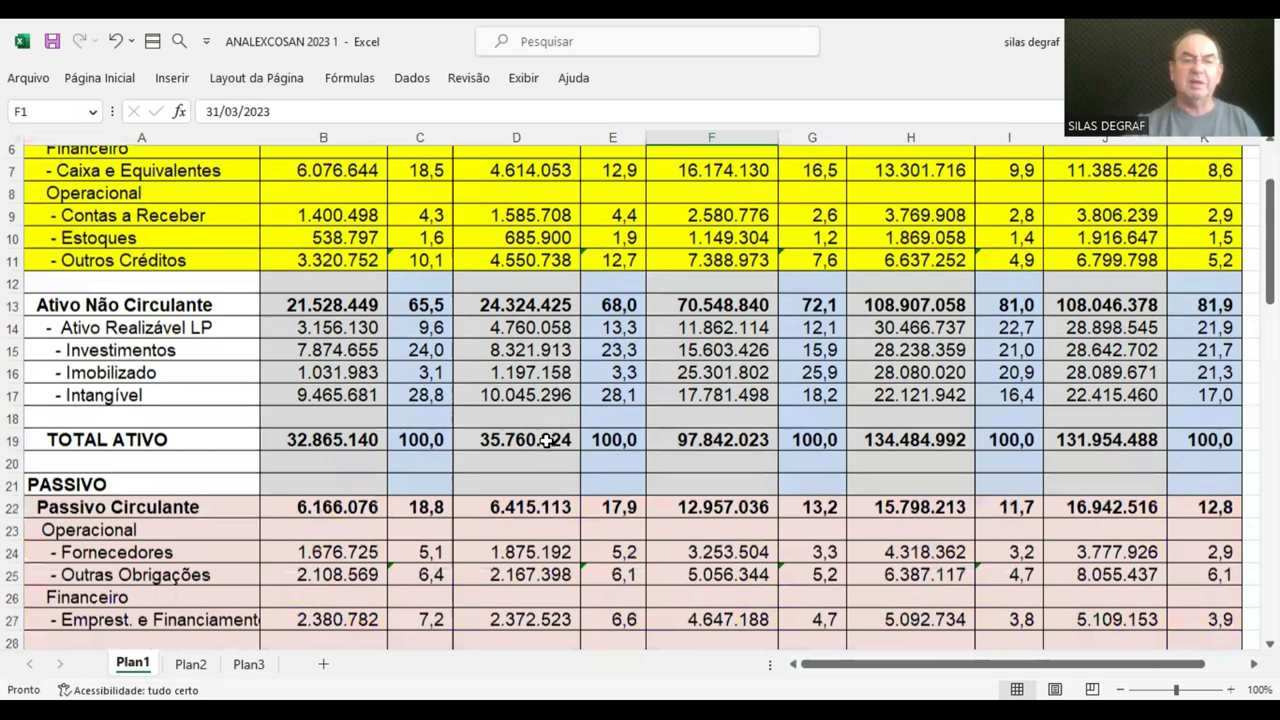 ANALEXCOSAN 2023 1 - Excel
Pesquisar
silas degraf
Arquivo Página Inicial Inserir Layout da Página Fórmulas Dados Revisão Exibir Ajuda
SILAS DEGRAF
F1 fx 31/03/2023
A B C D E F G H I J K
6 Financeiro
7 - Caixa e Equivalentes 6.076.644 18,5 4.614.053 12,9 16.174.130 16,5 13.301.716 9,9 11.385.426 8,6
8 Operacional
9 - Contas a Receber 1.400.498 4,3 1.585.708 4,4 2.580.776 2,6 3.769.908 2,8 3.806.239 2,9
10 - Estoques 538.797 1,6 685.900 1,9 1.149.304 1,2 1.869.058 1,4 1.916.647 1,5
11 - Outros Créditos 3.320.752 10,1 4.550.738 12,7 7.388.973 7,6 6.637.252 4,9 6.799.798 5,2
12
13 Ativo Não Circulante 21.528.449 65,5 24.324.425 68,0 70.548.840 72,1 108.907.058 81,0 108.046.378 81,9
14 - Ativo Realizável LP 3.156.130 9,6 4.760.058 13,3 11.862.114 12,1 30.466.737 22,7 28.898.545 21,9
15 - Investimentos 7.874.655 24,0 8.321.913 23,3 15.603.426 15,9 28.238.359 21,0 28.642.702 21,7
16 - Imobilizado 1.031.983 3,1 1.197.158 3,3 25.301.802 25,9 28.080.020 20,9 28.089.671 21,3
17 - Intangível 9.465.681 28,8 10.045.296 28,1 17.781.498 18,2 22.121.942 16,4 22.415.460 17,0
18
19 TOTAL ATIVO 32.865.140 100,0 100,0 97.842.023 100,0 134.484.992 100,0 131.954.488 100,0
20
21 PASSIVO
22 Passivo Circulante 6.166.076 18,8 6.415.113 17,9 12.957.036 13,2 15.798.213 11,7 16.942.516 12,8
23 Operacional
24 - Fornecedores 1.676.725 5,1 1.875.192 5,2 3.253.504 3,3 4.318.362 3,2 3.777.926 2,9
25 - Outras Obrigações 2.108.569 6,4 2.167.398 6,1 5.056.344 5,2 6.387.117 4,7 8.055.437 6,1
26 Financeiro
27 - Emprest. e Financiament 2.380.782 7,2 2.372.523 6,6 4.647.188 4,7 5.092.734 3,8 5.109.153 3,9
28
Plan1 Plan2 Plan3
Pronto Acessibilidade: tudo certo 100%